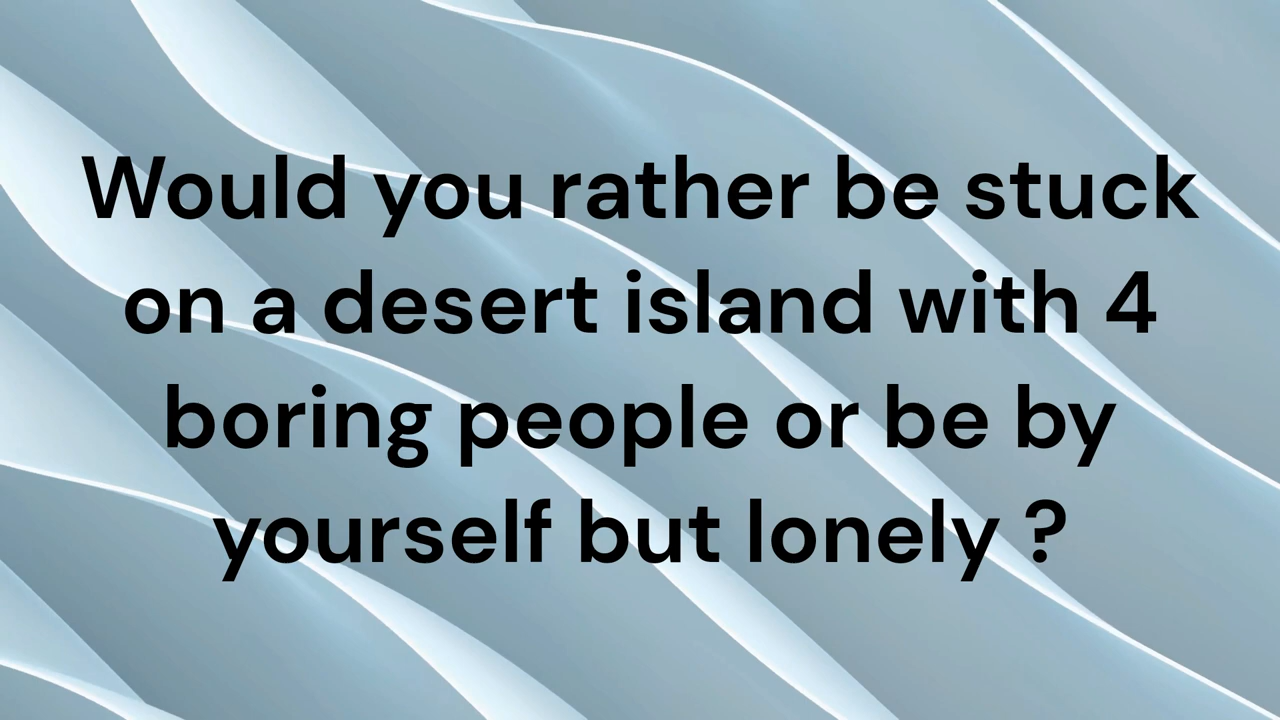 Would you rather be stuck
on a desert island with 4
boring people or be by
yourself but lonely ?